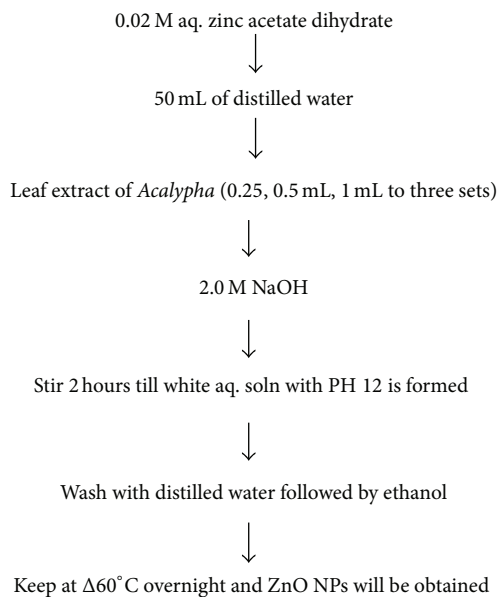 0.02 M aq. zinc acetate dihydrate
50 mL of distilled water
Leaf extract of Acalypha (0.25, 0.5 mL, 1 mL to three sets)
2.0 M NaOH
Stir 2 hours till white aq. soln with PH 12 is formed
Wash with distilled water followed by ethanol
Keep at Δ60°C overnight and ZnO NPs will be obtained